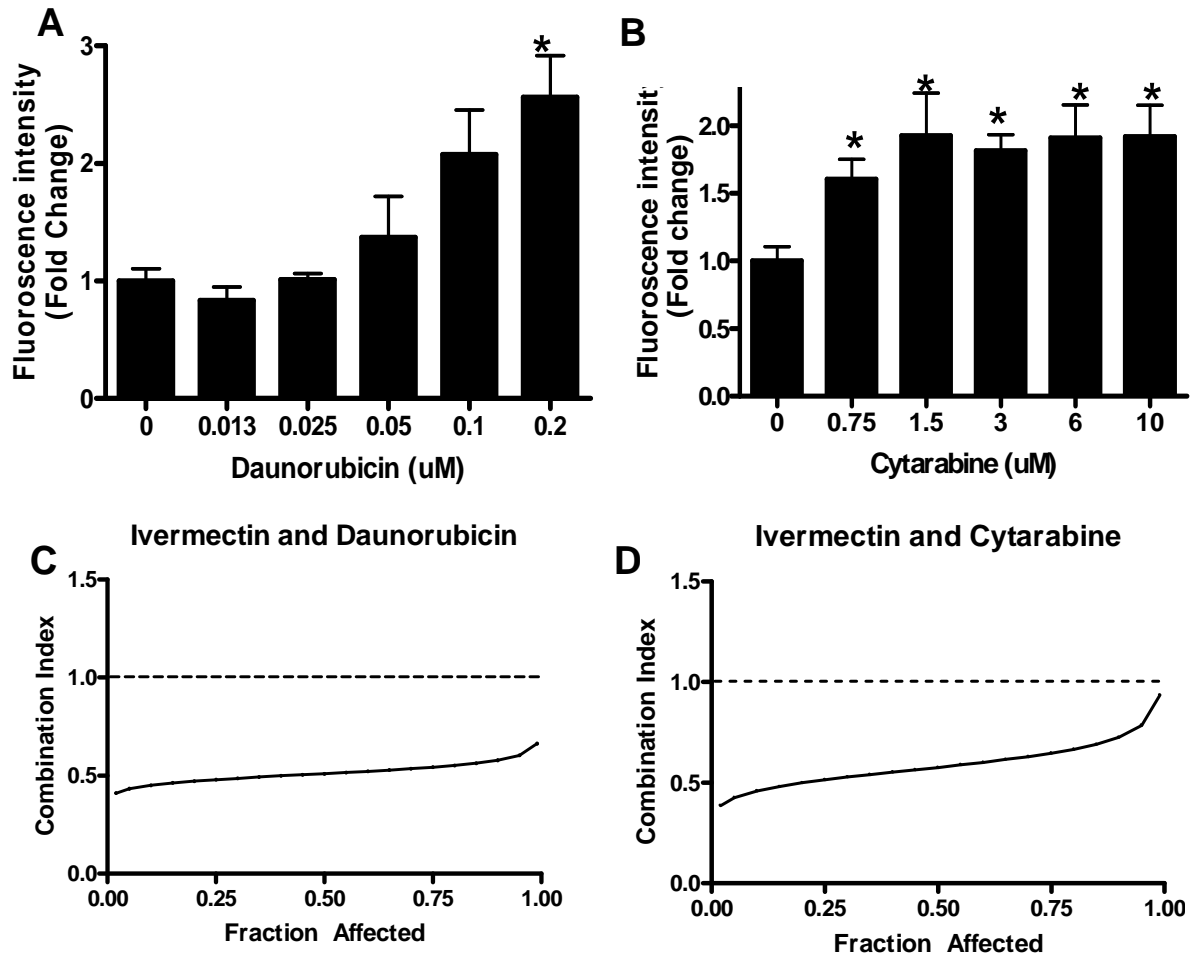 A
Fluoroscence intensity
(Fold Change)
3
2
1
0
*
0 0.013 0.025 0.05 0.1 0.2
Daunorubicin (uM)
B
Fluoroscence intensity
(Fold change)
2.0
1.5
1.0
0.5
0.0
* * * * *
0 0.75 1.5 3 6 10
Cytarabine (uM)
C
Ivermectin and Daunorubicin
Combination Index
1.5
1.0
0.5
0.0
0.00 0.25 0.50 0.75 1.00
Fraction Affected
D
Ivermectin and Cytarabine
Combination Index
1.5
1.0
0.5
0.0
0.00 0.25 0.50 0.75 1.00
Fraction Affected